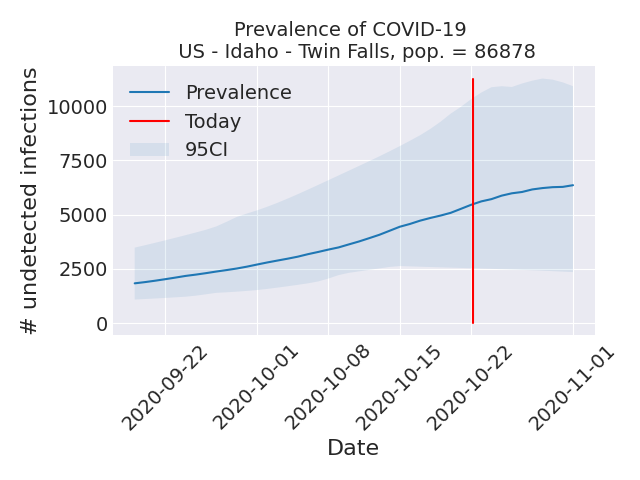 Prevalence of COVID-19
US - Idaho - Twin Falls, pop. = 86878
# undetected infections
10000
7500
5000
2500
0
Prevalence
Today
95CI
2020-09-22
2020-10-01
2020-10-08
2020-10-15
2020-10-22
2020-11-01
Date